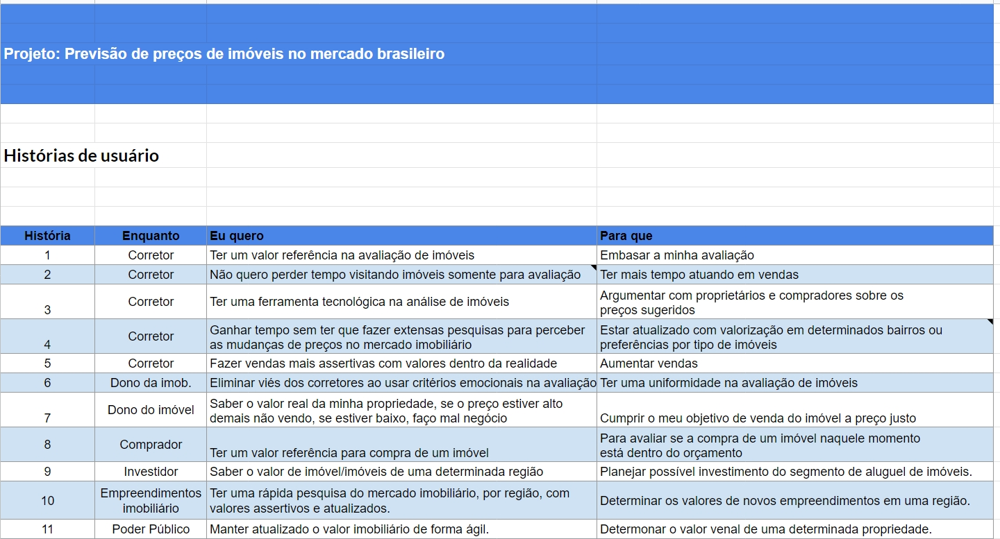 Projeto: Previsão de preços de imóveis no mercado brasileiro
Histórias de usuário
História Enquanto Eu quero Para que
1 Corretor Ter um valor referência na avaliação de imóveis Embasar a minha avaliação
2 Corretor Não quero perder tempo visitando imóveis somente para avaliação Ter mais tempo atuando em vendas
3 Corretor Ter uma ferramenta tecnológica na análise de imóveis Argumentar com proprietários e compradores sobre os
preços sugeridos
4 Corretor Ganhar tempo sem ter que fazer extensas pesquisas para perceber
as mudanças de preços no mercado imobiliário
Estar atualizado com valorização em determinados bairros ou
preferências por tipo de imóveis
5 Corretor Fazer vendas mais assertivas com valores dentro da realidade Aumentar vendas
6 Dono da imob. Eliminar viés dos corretores ao usar critérios emocionais na avaliação Ter uma uniformidade na avaliação de imóveis
7 Dono do imóvel Saber o valor real da minha propriedade, se o preço estiver alto
demais não vendo, se estiver baixo, faço mal negócio
Cumprir o meu objetivo de venda do imóvel a preço justo
8 Comprador Ter um valor referência para compra de um imóvel Para avaliar se a compra de um imóvel naquele momento
está dentro do orçamento
9 Investidor Saber o valor de imóvel/imóveis de uma determinada região Planejar possível investimento do segmento de aluguel de imóveis.
10 Empreendimentos
imobiliário
Ter uma rápida pesquisa do mercado imobiliário, por região, com
valores assertivos e atualizados.
Determinar os valores de novos empreendimentos em uma região.
11 Poder Público Manter atualizado o valor imobiliário de forma ágil. Determonar o valor venal de uma determinada propriedade.